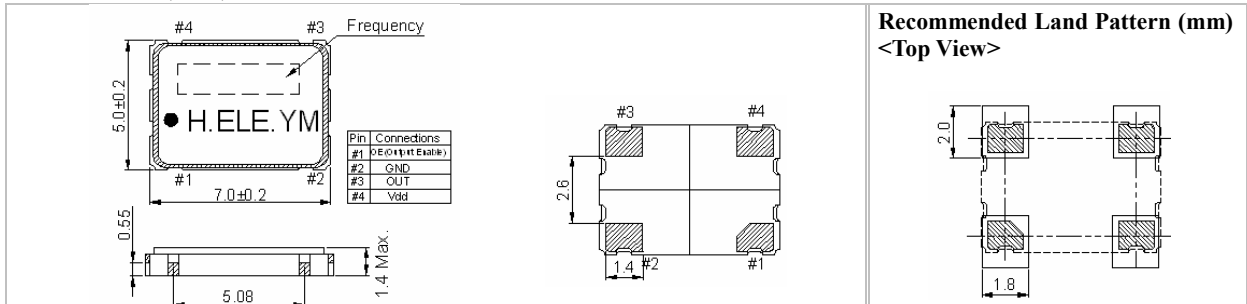 #4
#3
Frequency
5.0±0.2
H.ELE.YM
Pin Connections
#1 OE(Output Enable)
#2 GND
#3 OUT
#4 Vdd
#1
#2
7.0±0.2
0.55
1.4 Max.
5.08
#3
#4
2.6
1.4
#2
#1
Recommended Land Pattern (mm)
<Top View>
2.0
1.8